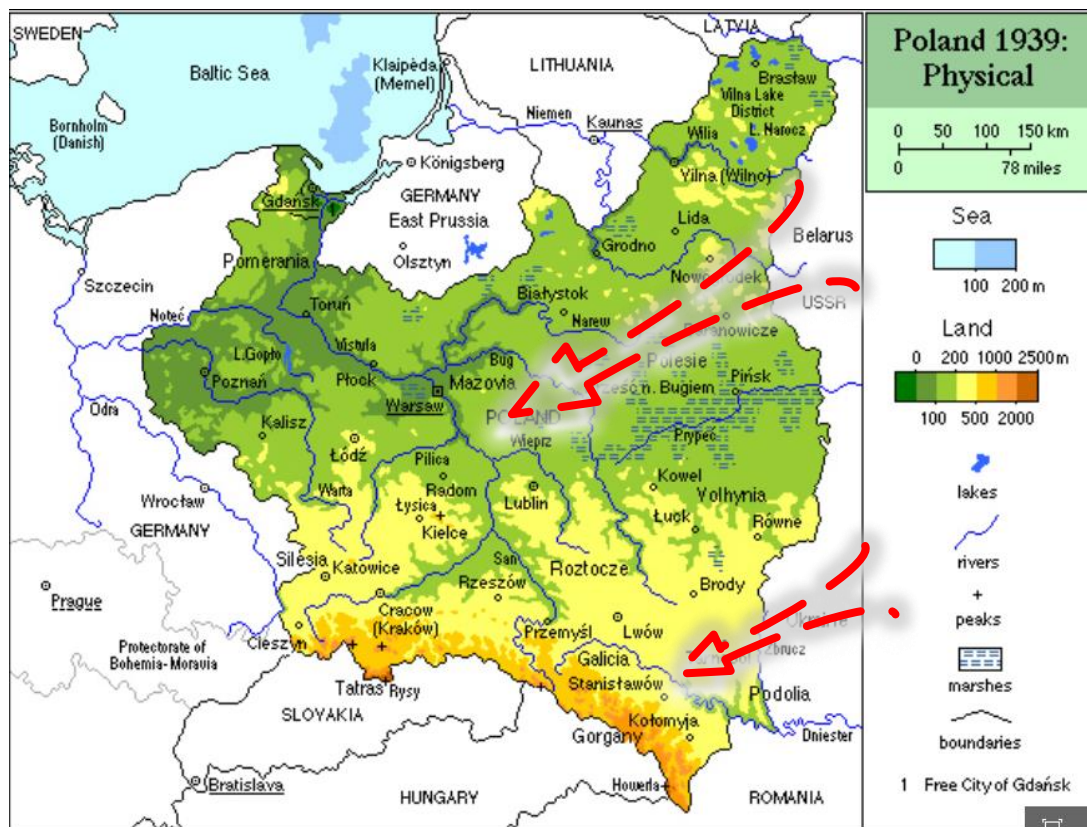 SWEDEN
LATVIA
Baltic Sea
Klaipėda
(Memel)
LITHUANIA
Brasław
Vilna Lake
District
L. Narocz
Bornholm
(Danish)
Niemen
Kaunas
Wilia
Vilna (Wilno)
Königsberg
GERMANY
East Prussia
Gdańsk
Lida
Belarus
Olsztyn
Grodno
Pomerania
Nowogródek
Szczecin
Białystok
USSR
Toruń
Noteć
Narew
Baranowicze
L.Gopło
Vistula
Bug
Polesie
Poznań
Płock
Mazovia
n. Bugiem
Pińsk
Odra
Warsaw
POLAND
Kalisz
Wieprz
Prypeć
Łódź
Pilica
Kowel
Warta
Radom
Lublin
Volhynia
Wrocław
Łysica
Kielce
Łuck
Równe
GERMANY
Silesia
San
Katowice
Rzeszów
Roztocze
Brody
Prague
Cracow
(Kraków)
Przemyśl
Lwów
Ukraine
Cieszyn
Protectorate of
Bohemia-Moravia
Galicia
Zbrucz
Tatras
Rysy
Stanisławów
Podolia
SLOVAKIA
Kołomyja
Gorgany
Dniester
Bratislava
HUNGARY
Howerla
ROMANIA
Poland 1939:
Physical
0 50 100 150 km
0 78 miles
Sea
100 200 m
Land
0 200 1000 2500 m
100 500 2000
lakes
rivers
peaks
marshes
boundaries
1 Free City of Gdańsk